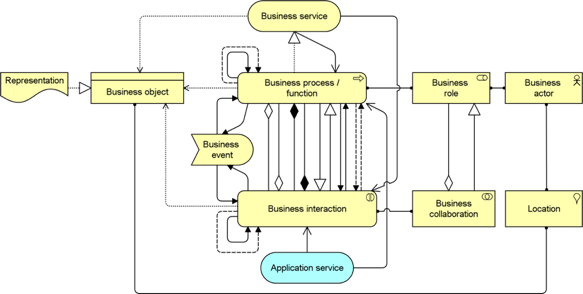 Business service
Representation
Business object
Business process /
function
Business
role
Business
actor
Business
event
Business interaction
Business
collaboration
Location
Application service